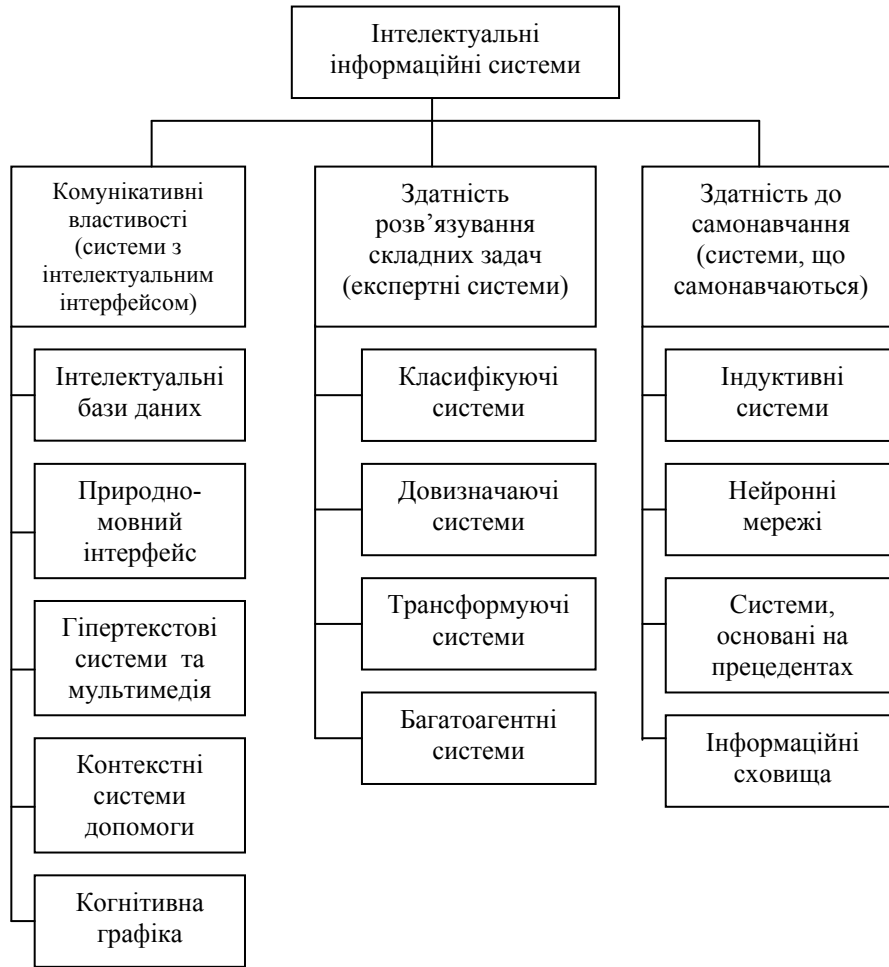 Інтелектуальні
інформаційні системи
Комунікативні
властивості
(системи з
інтелектуальним
інтерфейсом)
Інтелектуальні
бази даних
Природно-
мовний
інтерфейс
Гіпертекстові
системи та
мультимедія
Контекстні
системи
допомоги
Когнітивна
графіка
Здатність
розв’язування
складних задач
(експертні системи)
Класифікуючі
системи
Довизначаючі
системи
Трансформуючі
системи
Багатоагентні
системи
Здатність до
самонавчання
(системи, що
самонавчаються)
Індуктивні
системи
Нейронні
мережі
Системи,
основані на
прецедентах
Інформаційні
сховища